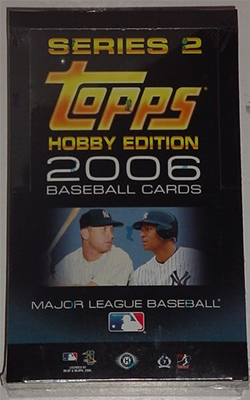 SERIES 2
Topps
HOBBY EDITION
2006
BASEBALL CARDS
MAJOR LEAGUE BASEBALL